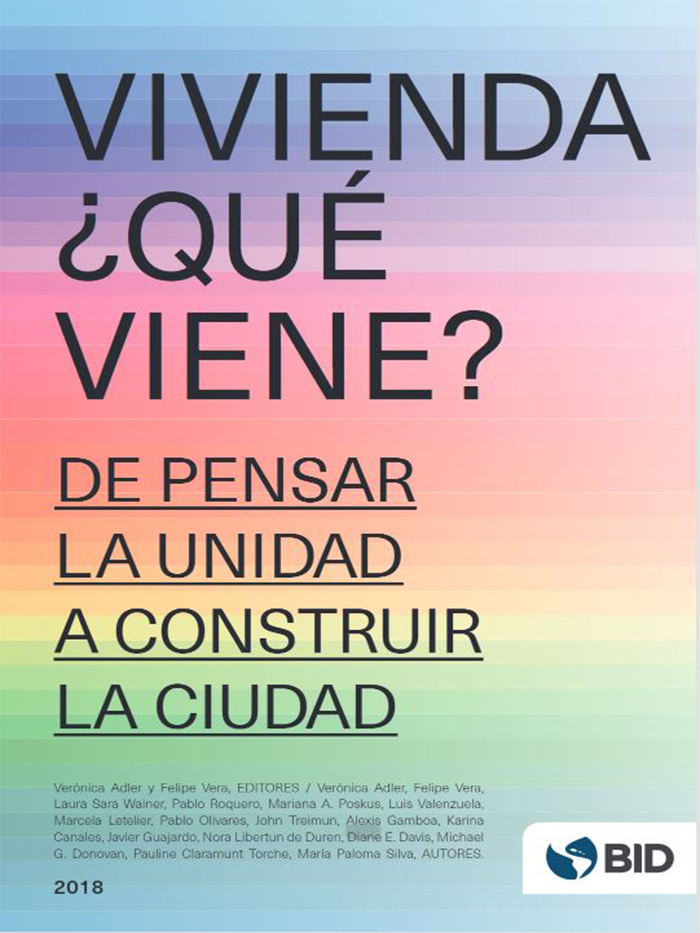 VIVIENDA
¿QUÉ
VIENE?
DE PENSAR
LA UNIDAD
A CONSTRUIR
LA CIUDAD
Verónica Adler y Felipe Vera, EDITORES / Verónica Adler, Felipe Vera,
Laura Sara Wainer, Pablo Roquero, Mariana A. Poskus, Luis Valenzuela,
Marcela Letelier, Pablo Olivares, John Treimun, Alexis Gamboa, Karina
Canales, Javier Guajardo, Nora Libertun de Duren, Diane E. Davis, Michael
G. Donovan, Pauline Claramunt Torche, María Paloma Silva, AUTORES.
2018
BID